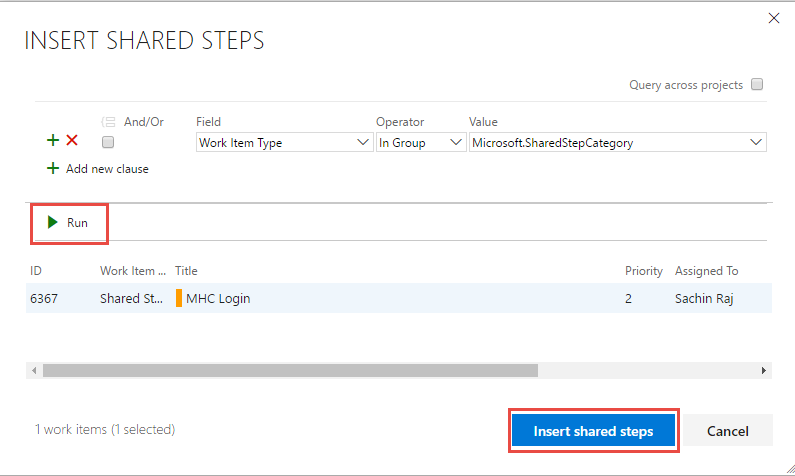 INSERT SHARED STEPS
Query across projects
And/Or Field Operator Value
Work Item Type In Group Microsoft.SharedStepCategory
Add new clause
Run
ID Work Item ... Title Priority Assigned To
6367 Shared St... MHC Login 2 Sachin Raj
1 work items (1 selected)
Insert shared steps Cancel